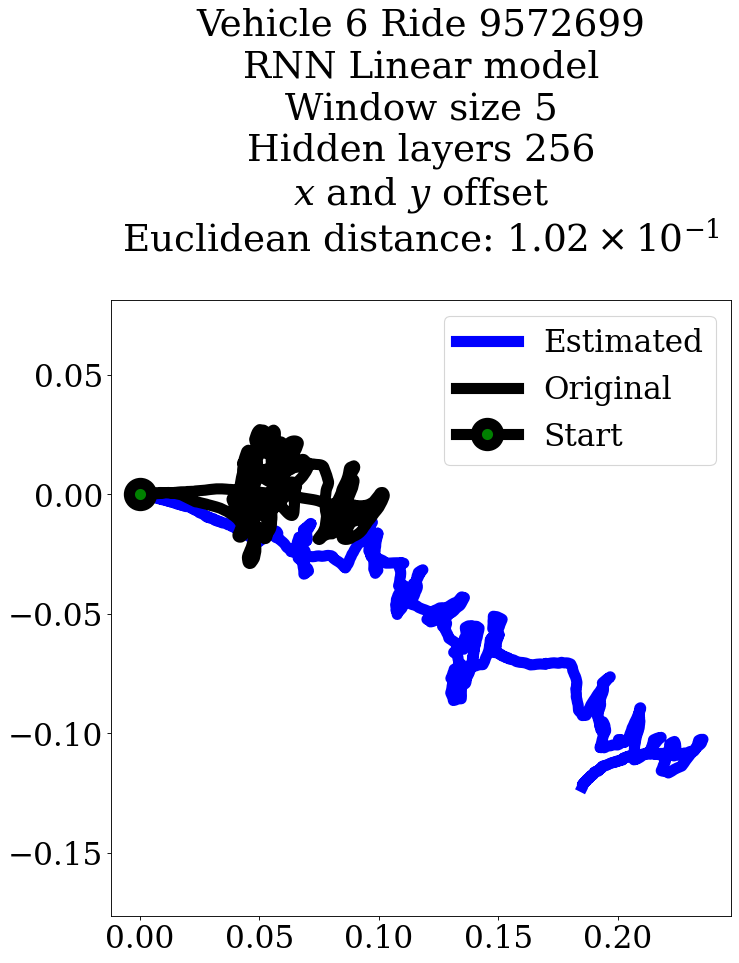 Vehicle 6 Ride 9572699
RNN Linear model
Window size 5
Hidden layers 256
x and y offset
Euclidean distance: 1.02 × 10⁻¹
Estimated
Original
Start
0.05
0.00
−0.05
−0.10
−0.15
0.00 0.05 0.10 0.15 0.20